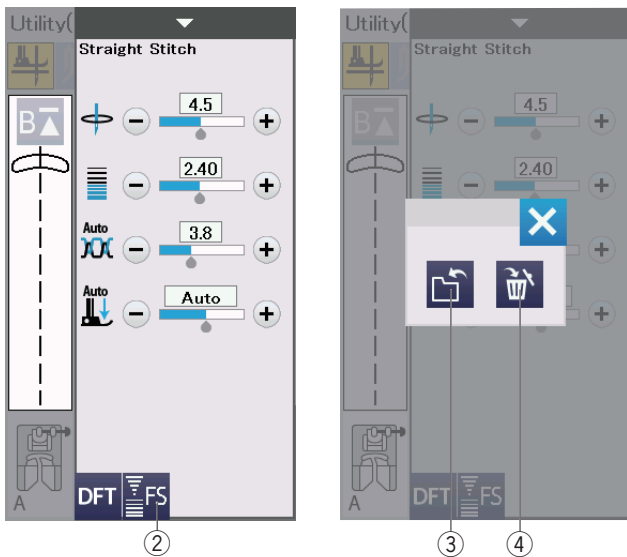 Utility(
Straight Stitch
B
4.5
2.40
Auto
3.8
Auto
Auto
A
DFT
FS
②
Utility(
Straight Stitch
B
4.5
2.40
A
DFT
FS
③
④